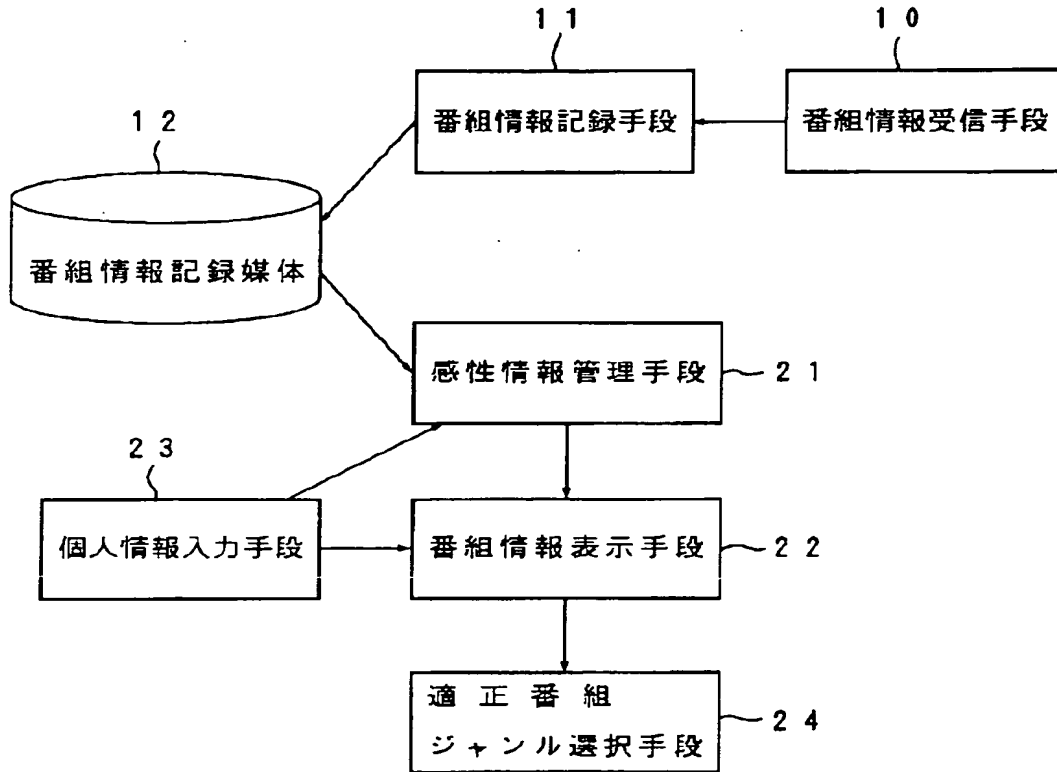 １１
１０
番組情報記録手段
番組情報受信手段
１２
番組情報記録媒体
感性情報管理手段
２１
２３
個人情報入力手段
番組情報表示手段
２２
適正番組
ジャンル選択手段
２４